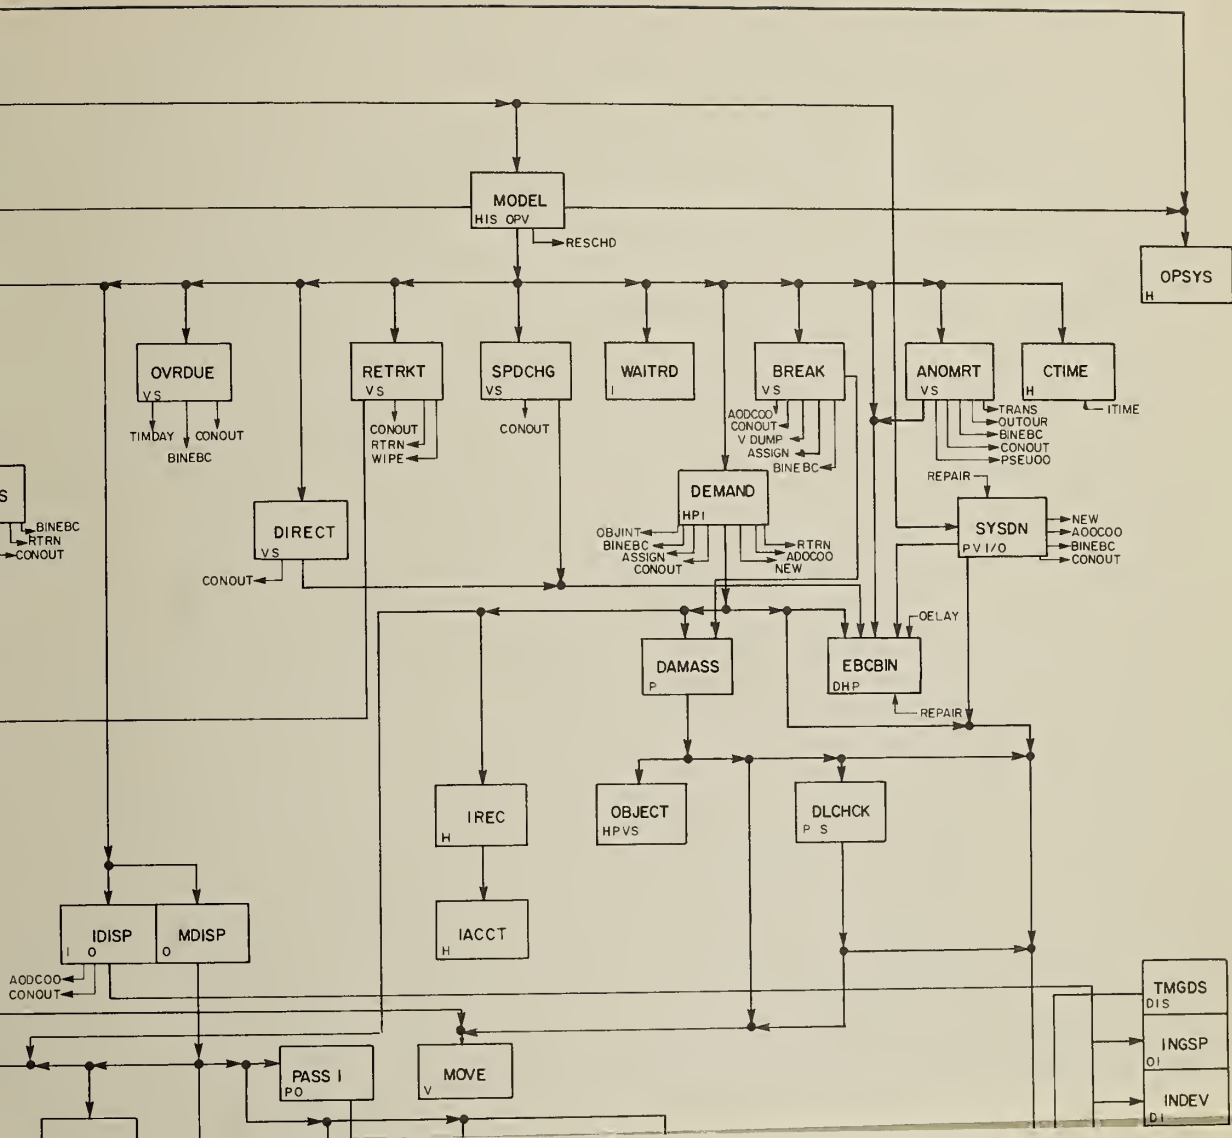 MODEL
HIS OPV
RESCHD
OPSYS
H
OVRDUE
VS
TIMDAY
CONOUT
BINEBC
RETRKT
VS
CONOUT
RTRN
WIPE
SPDCHG
VS
CONOUT
WAITRD
I
BREAK
VS
AODCOO
CONOUT
V DUMP
ASSIGN
BINEBC
ANOMRT
VS
TRANS
OUTOUR
BINEBC
CONOUT
PSEUOO
CTIME
H
ITIME
S
BINEBC
RTRN
CONOUT
DIRECT
VS
CONOUT
DEMAND
HPI
OBJINT
BINEBC
ASSIGN
CONOUT
RTRN
ADOCOO
NEW
REPAIR
SYSDN
PV I/O
NEW
AOOCOO
BINEBC
CONOUT
DAMASS
P
EBCBIN
DHP
OELAY
REPAIR
IREC
H
OBJECT
HPVS
DLCHCK
P S
IACCT
H
IDISP
I O
MDISP
O
AODCOO
CONOUT
PASS I
PO
MOVE
V
TMGDS
DIS
INGSP
OI
INDEV
DI